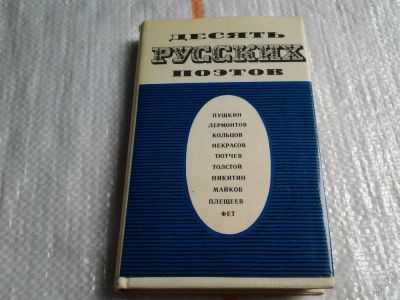 ДЕСЯТЬ
РУССКИХ
ПОЭТОВ
ПУШКИН
ЛЕРМОНТОВ
КОЛЬЦОВ
НЕКРАСОВ
ТЮТЧЕВ
ТОЛСТОЙ
НИКИТИН
МАЙКОВ
ПЛЕЩЕЕВ
ФЕТ